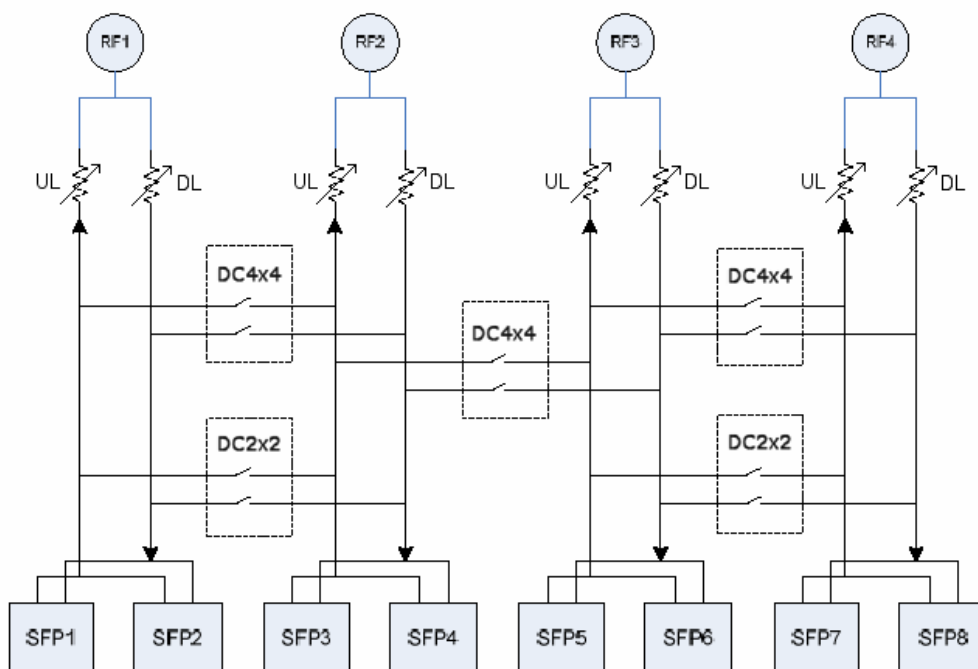 RF1 RF2 RF3 RF4
UL DL UL DL UL DL UL DL
DC4x4 DC4x4
DC4x4
DC2x2 DC2x2
SFP1 SFP2 SFP3 SFP4 SFP5 SFP6 SFP7 SFP8